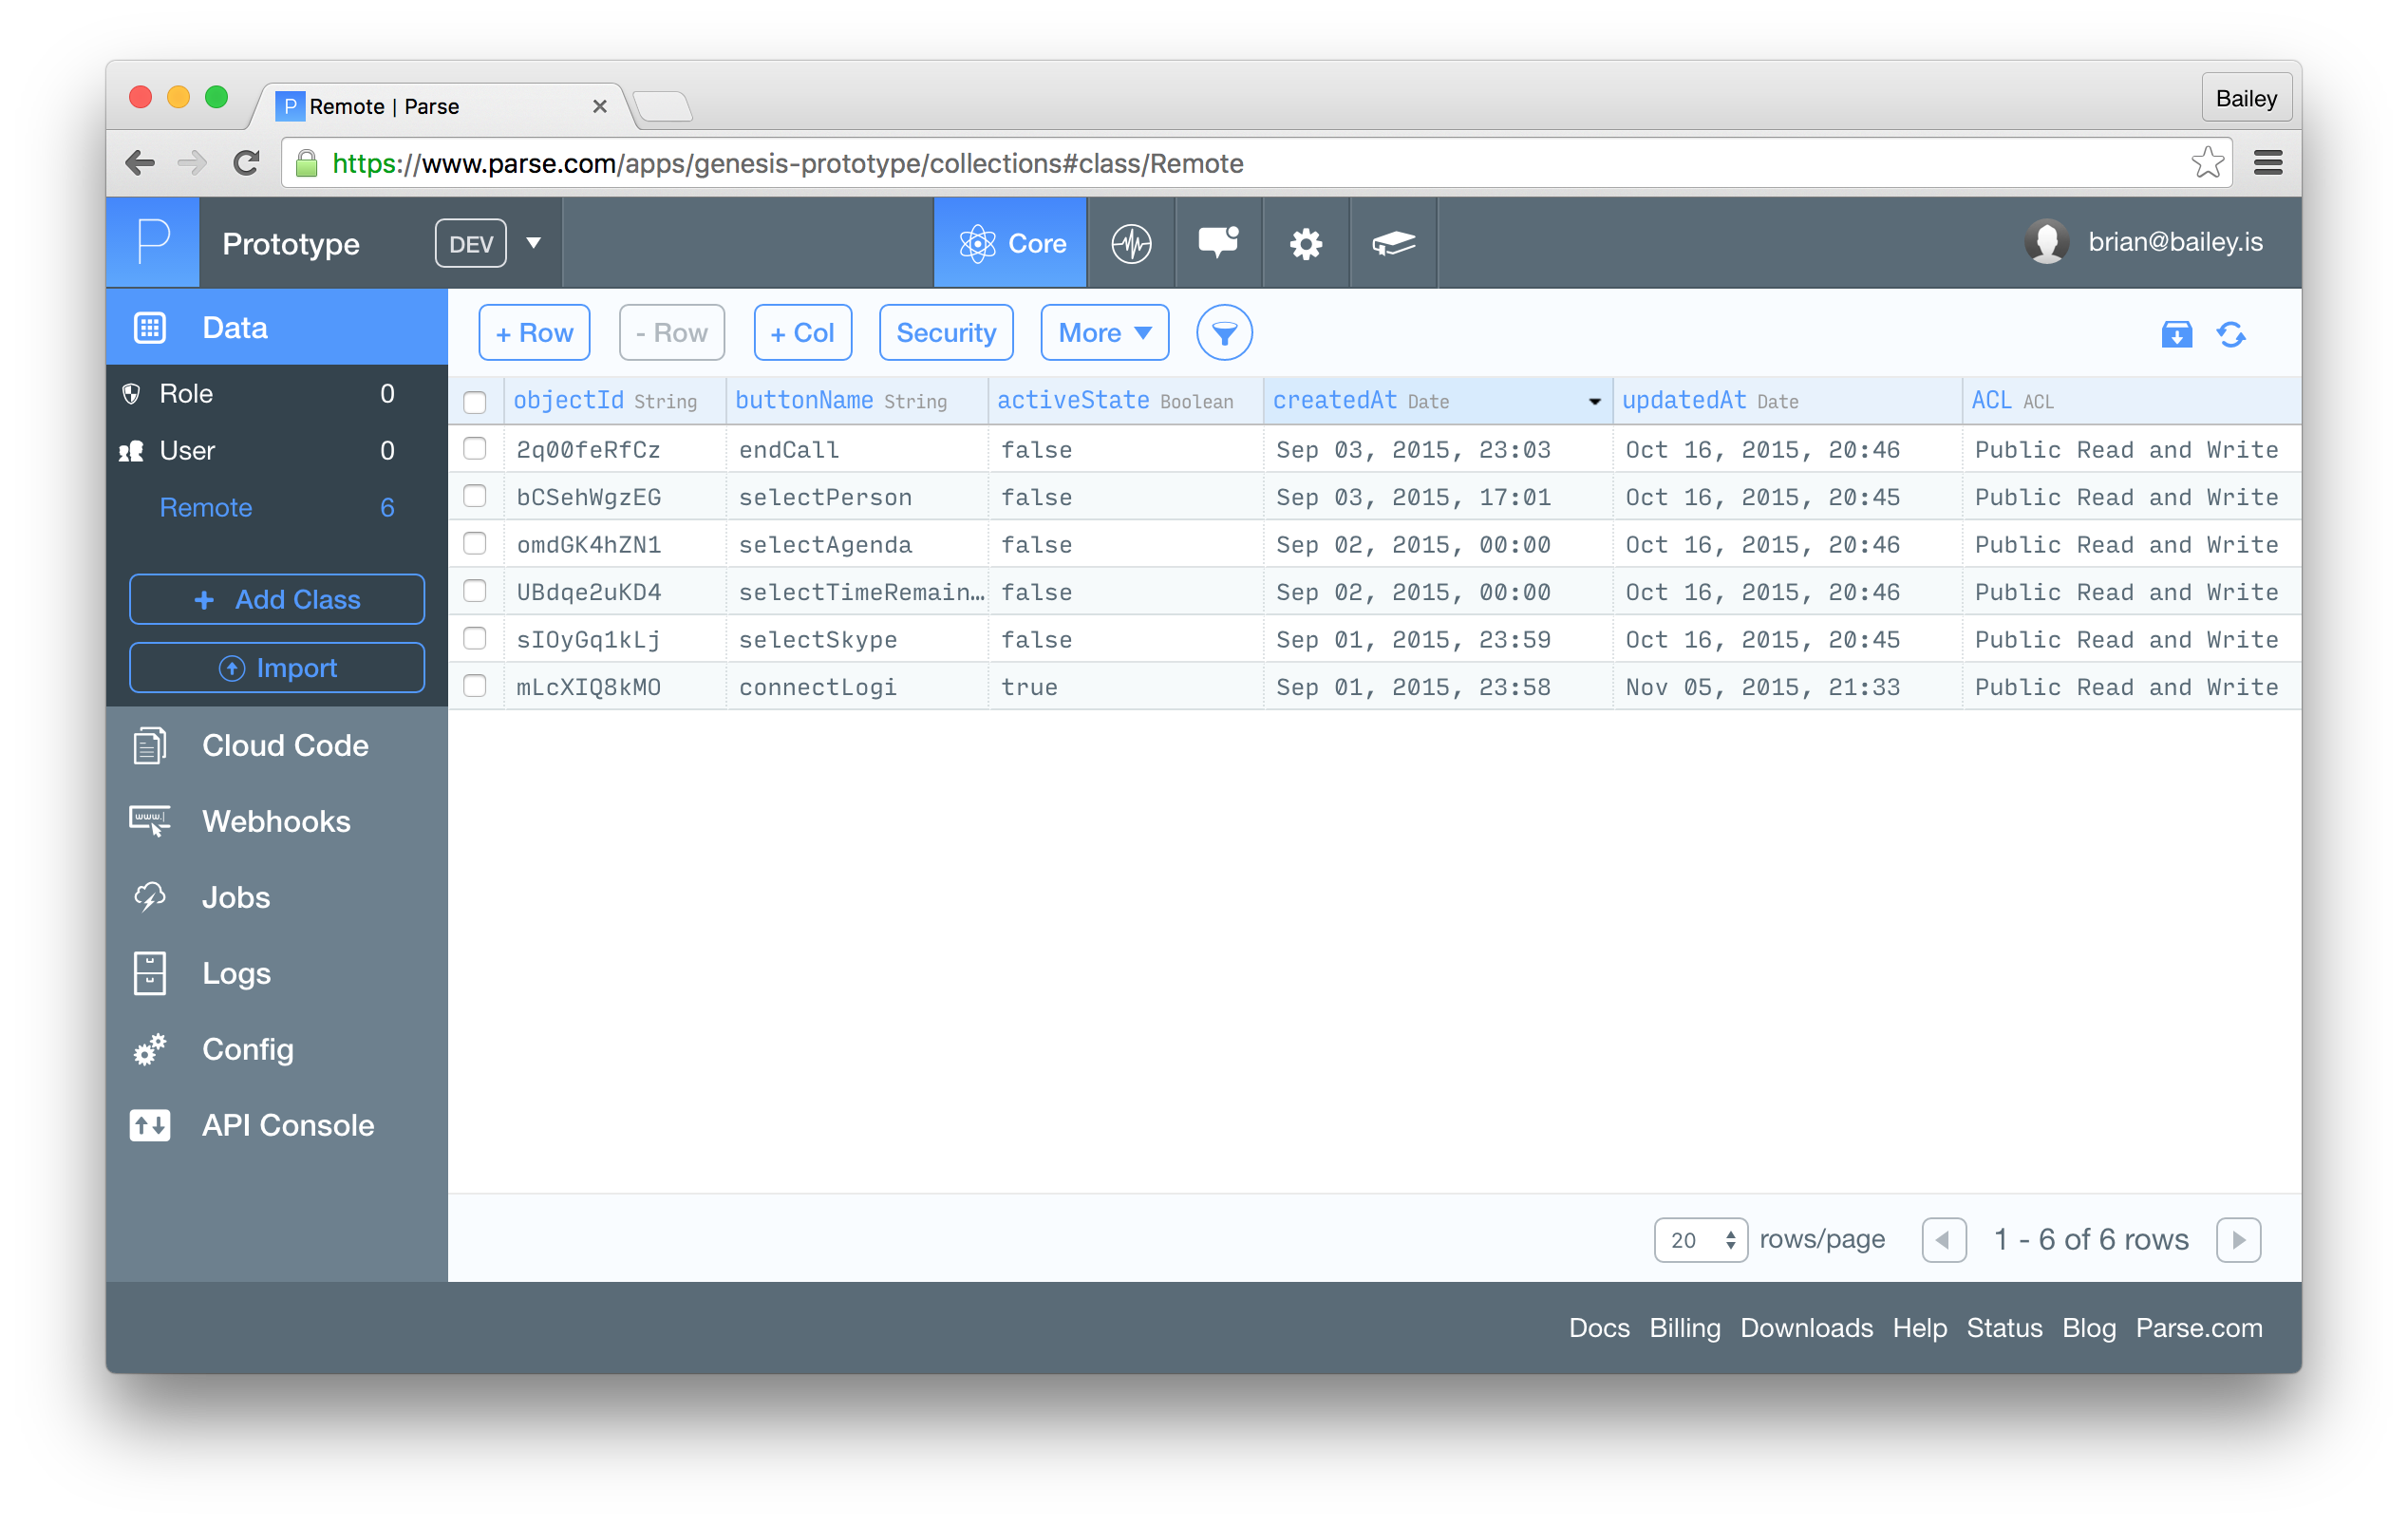 P Remote | Parse
Bailey
https://www.parse.com/apps/genesis-prototype/collections#class/Remote
P Prototype DEV Core brian@bailey.is
Data + Row - Row + Col Security More
Role 0
User 0
Remote 6
+ Add Class
Import
Cloud Code
www.
Webhooks
Jobs
Logs
Config
API Console
objectId String buttonName String activeState Boolean createdAt Date updatedAt Date ACL ACL
2q00feRfCz endCall false Sep 03, 2015, 23:03 Oct 16, 2015, 20:46 Public Read and Write
bCSehWgzEG selectPerson false Sep 03, 2015, 17:01 Oct 16, 2015, 20:45 Public Read and Write
omdGK4hZN1 selectAgenda false Sep 02, 2015, 00:00 Oct 16, 2015, 20:46 Public Read and Write
UBdqe2uKD4 selectTimeRemain… false Sep 02, 2015, 00:00 Oct 16, 2015, 20:46 Public Read and Write
sIOyGq1kLj selectSkype false Sep 01, 2015, 23:59 Oct 16, 2015, 20:45 Public Read and Write
mLcXIQ8kMO connectLogi true Sep 01, 2015, 23:58 Nov 05, 2015, 21:33 Public Read and Write
20 rows/page 1 - 6 of 6 rows
Docs Billing Downloads Help Status Blog Parse.com